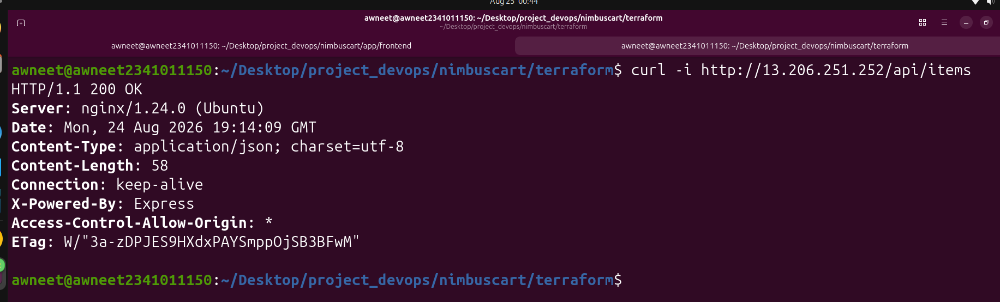 Aug 25 00:44
awneet@awneet2341011150: ~/Desktop/project_devops/nimbuscart/terraform
~/Desktop/project_devops/nimbuscart/terraform
awneet@awneet2341011150: ~/Desktop/project_devops/nimbuscart/app/frontend
awneet@awneet2341011150: ~/Desktop/project_devops/nimbuscart/terraform
awneet@awneet2341011150:~/Desktop/project_devops/nimbuscart/terraform$ curl -i http://13.206.251.252/api/items
HTTP/1.1 200 OK
Server: nginx/1.24.0 (Ubuntu)
Date: Mon, 24 Aug 2026 19:14:09 GMT
Content-Type: application/json; charset=utf-8
Content-Length: 58
Connection: keep-alive
X-Powered-By: Express
Access-Control-Allow-Origin: *
ETag: W/"3a-zDPJES9HXdxPAYSmppOjSB3BFwM"
awneet@awneet2341011150:~/Desktop/project_devops/nimbuscart/terraform$